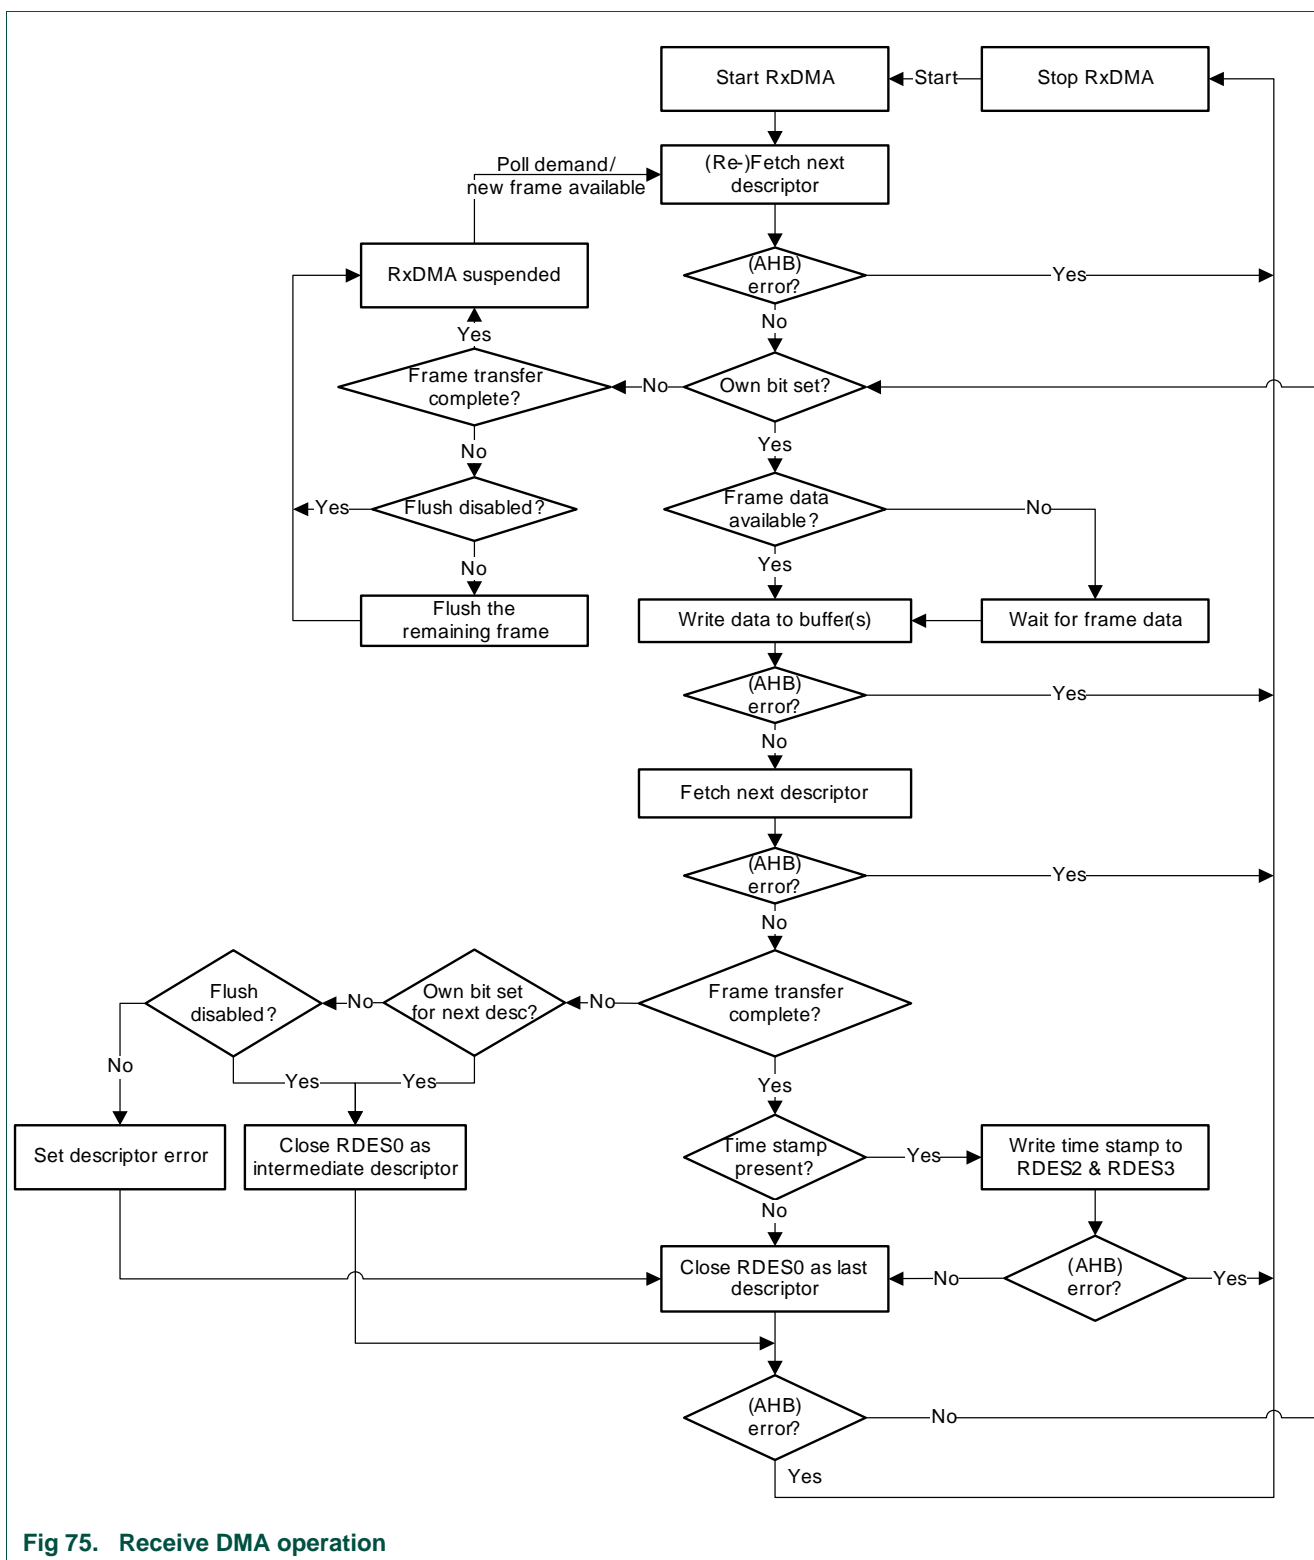 Start RxDMA
Start
Stop RxDMA
Poll demand/
new frame available
(Re-)Fetch next
descriptor
RxDMA suspended
(AHB)
error?
Yes
No
Yes
Frame transfer
complete?
No
Own bit set?
No
Yes
Yes
Flush disabled?
Frame data
available?
No
No
Yes
Flush the
remaining frame
Write data to buffer(s)
Wait for frame data
(AHB)
error?
Yes
No
Fetch next descriptor
(AHB)
error?
Yes
No
Flush
disabled?
No
Own bit set
for next desc?
No
Frame transfer
complete?
No
Yes
Yes
Yes
Set descriptor error
Close RDES0 as
intermediate descriptor
Time stamp
present?
Yes
Write time stamp to
RDES2 & RDES3
No
Close RDES0 as last
descriptor
No
(AHB)
error?
Yes
(AHB)
error?
No
Yes
Fig 75. Receive DMA operation